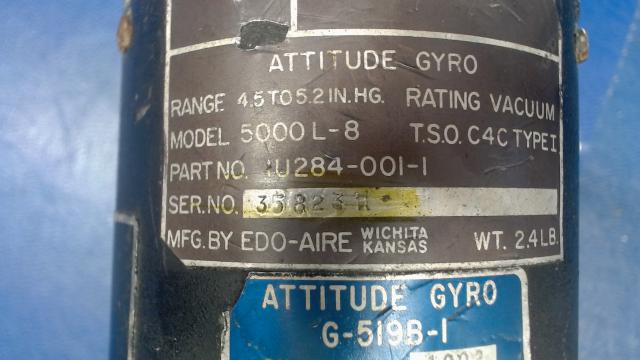 ATTITUDE GYRO
RANGE 4.5 TO 5.2 IN. HG. RATING VACUUM
MODEL 5000 L-8 T.S.O. C4C TYPE I
PART NO. 1U284-001-1
SER. NO. 35823
MFG. BY EDO-AIRE WICHITA KANSAS WT. 2.4 LB.
ATTITUDE GYRO
G-519B-1